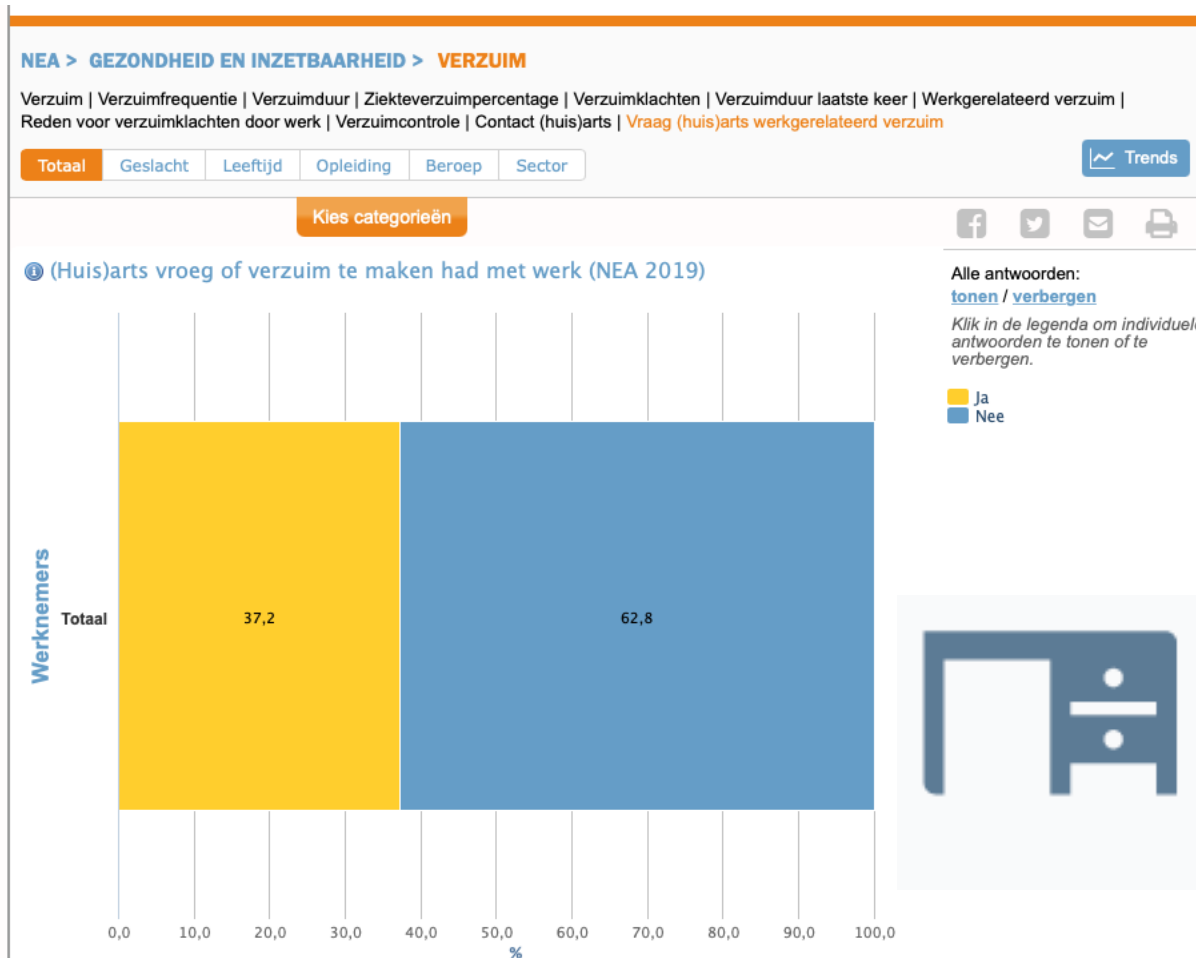 NEA > GEZONDHEID EN INZETBAARHEID > VERZUIM
Verzuim | Verzuimfrequentie | Verzuimduur | Ziekteverzuimpercentage | Verzuimklachten | Verzuimduur laatste keer | Werkgerelateerd verzuim |
Reden voor verzuimklachten door werk | Verzuimcontrole | Contact (huis)arts | Vraag (huis)arts werkgerelateerd verzuim
Totaal Geslacht Leeftijd Opleiding Beroep Sector
Trends
Kies categorieën
(Huis)arts vroeg of verzuim te maken had met werk (NEA 2019)
Alle antwoorden:
tonen / verbergen
Klik in de legenda om individuele
antwoorden te tonen of te
verbergen.
Ja
Nee
Werknemers
Totaal
37,2
62,8
0,0 10,0 20,0 30,0 40,0 50,0 60,0 70,0 80,0 90,0 100,0
%